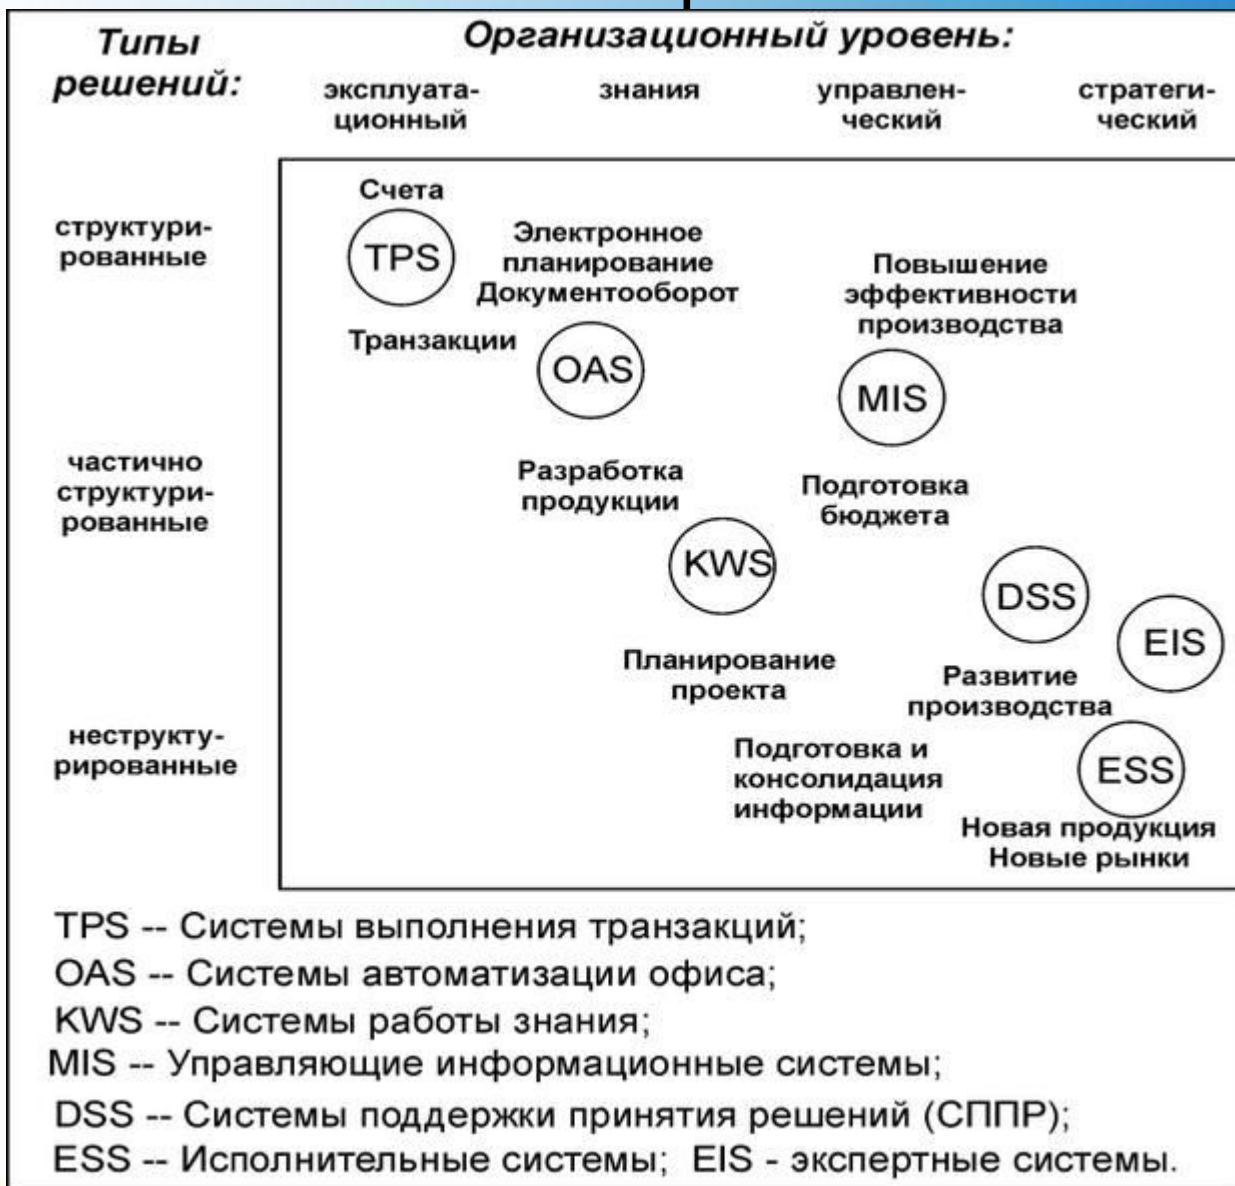 Типы
решений:
Организационный уровень:
эксплуата-
ционный
знания
управлен-
ческий
стратеги-
ческий
структури-
рованные
Счета
TPS
Транзакции
Электронное
планирование
Документооборот
OAS
Повышение
эффективности
производства
MIS
частично
структури-
рованные
Разработка
продукции
KWS
Подготовка
бюджета
DSS
EIS
Планирование
проекта
Развитие
производства
неструкту-
рированные
Подготовка и
консолидация
информации
ESS
Новая продукция
Новые рынки
TPS -- Системы выполнения транзакций;
OAS -- Системы автоматизации офиса;
KWS -- Системы работы знания;
MIS -- Управляющие информационные системы;
DSS -- Системы поддержки принятия решений (СППР);
ESS -- Исполнительные системы; EIS - экспертные системы.